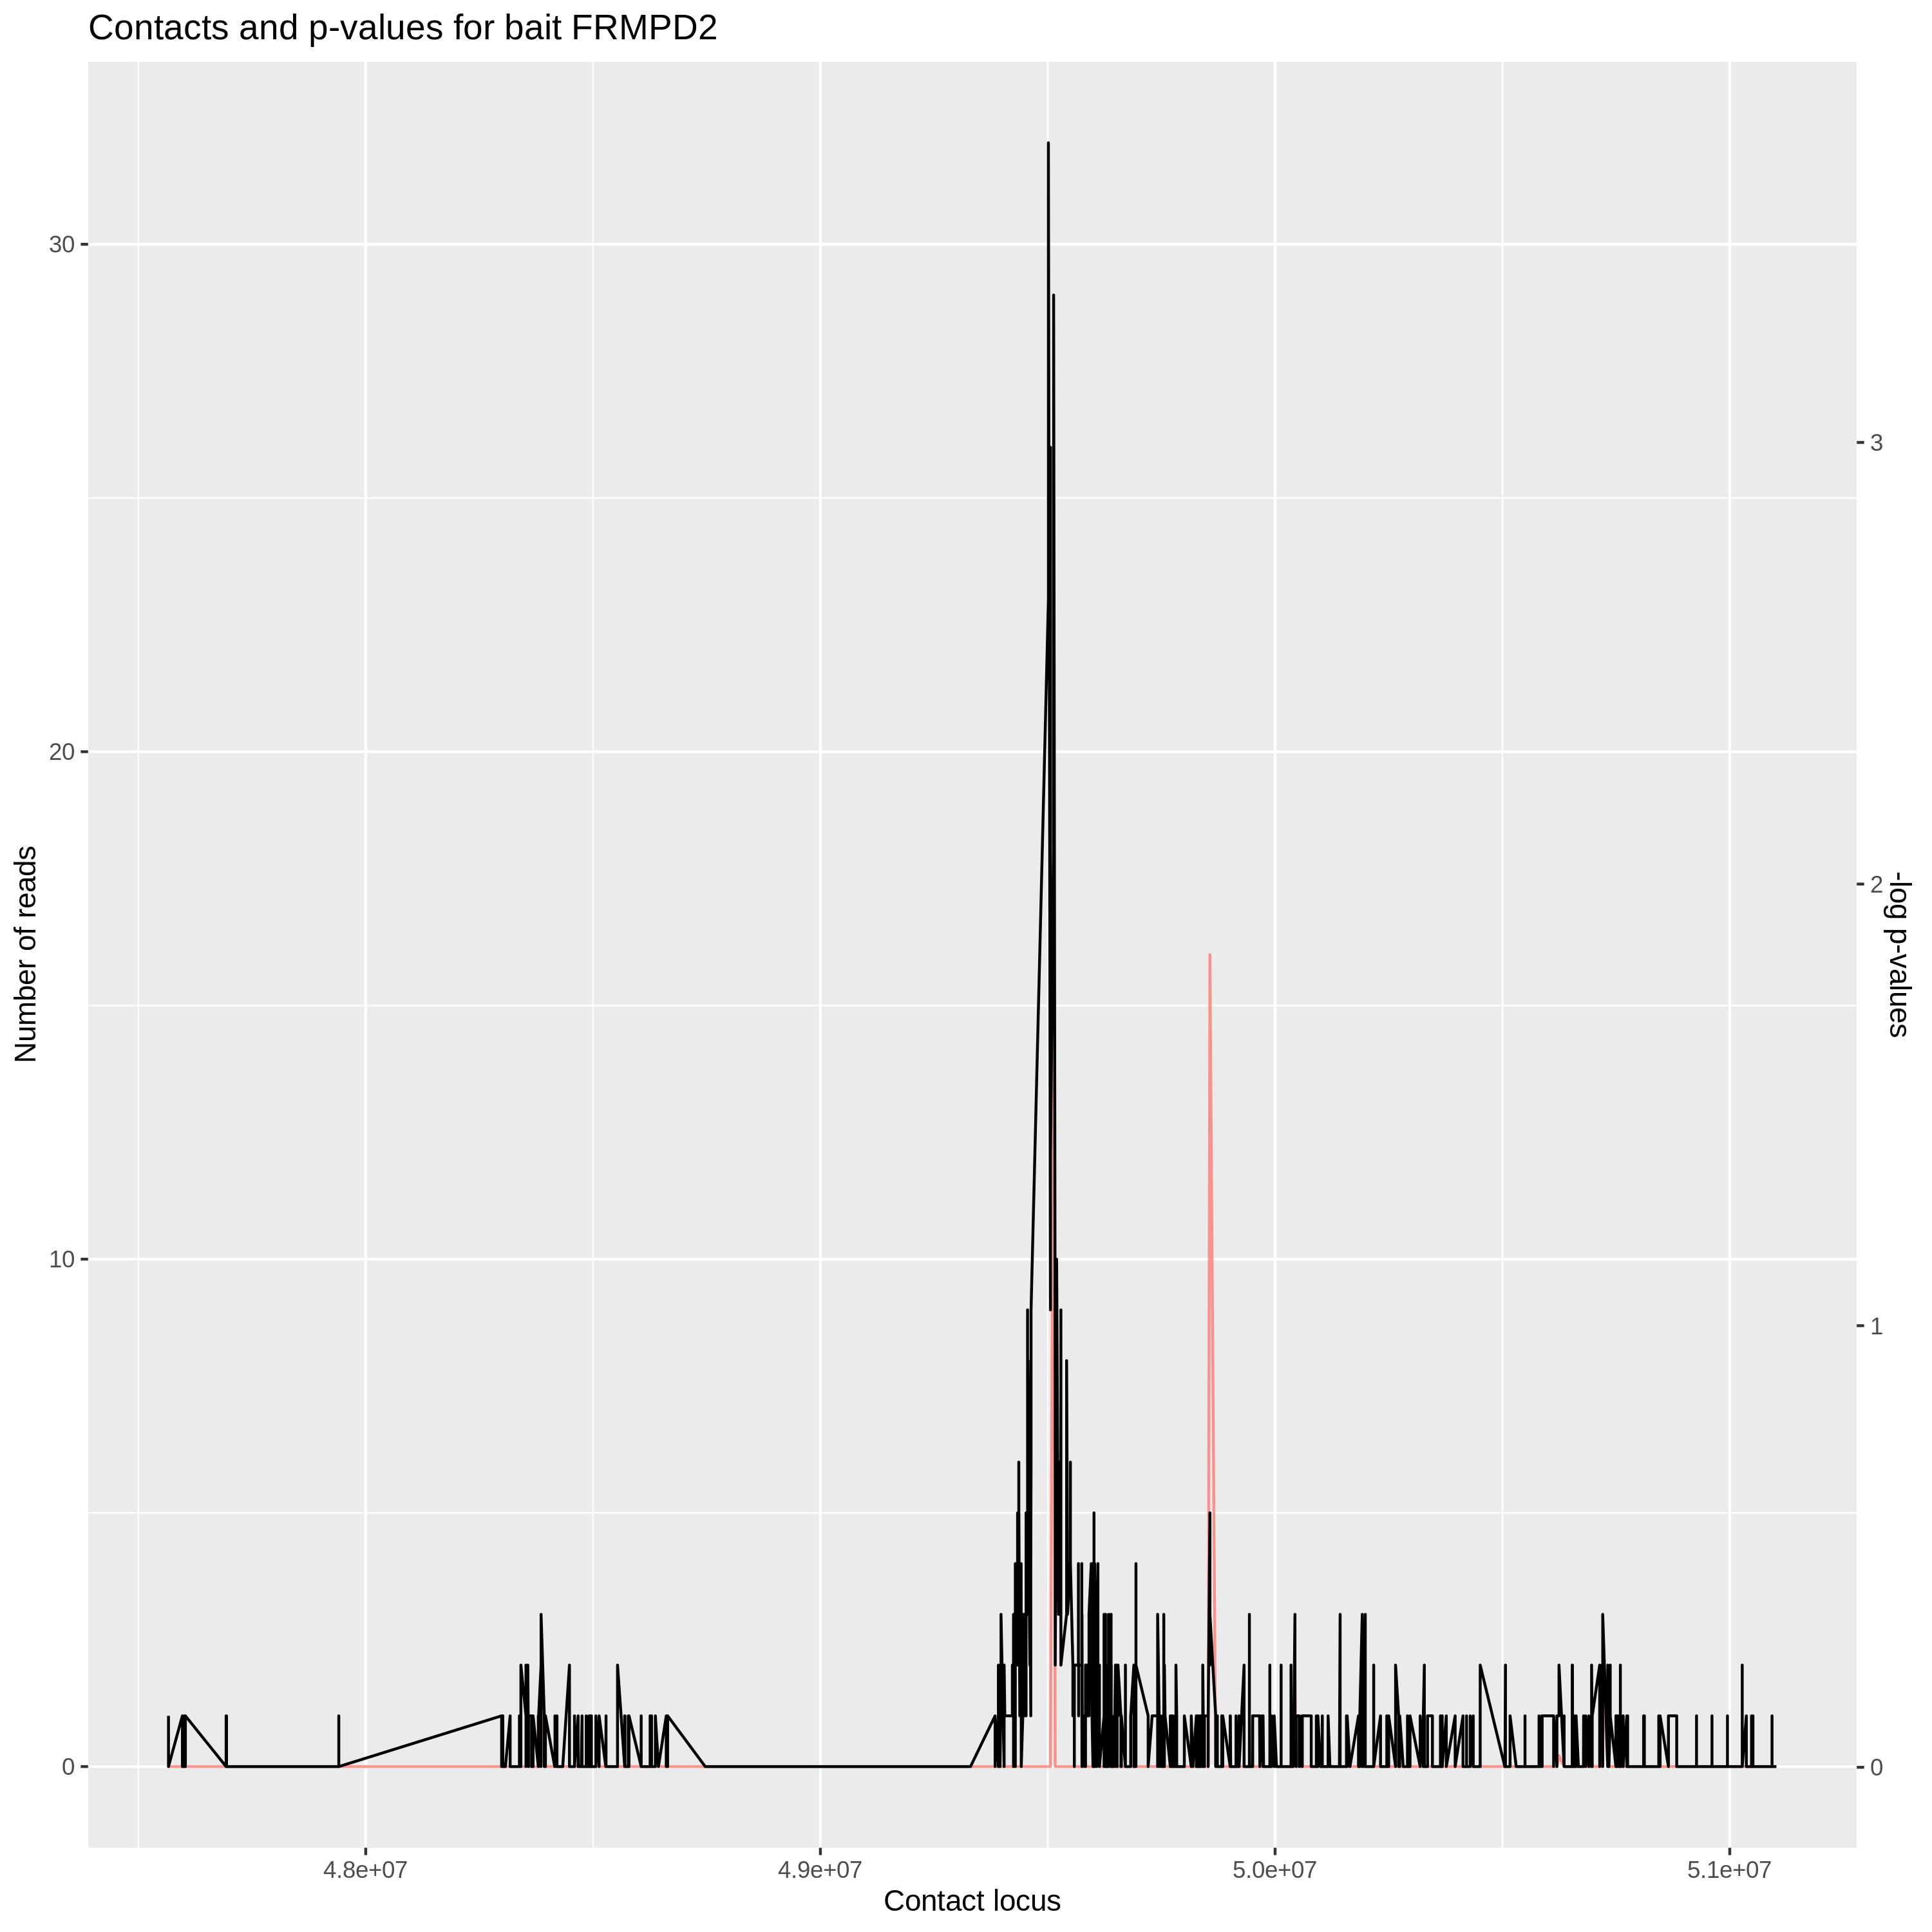 Contacts and p-values for bait FRMPD2
30
20
10
0
Number of reads
3
2
1
0
-log p-values
4.8e+07 4.9e+07 5.0e+07 5.1e+07
Contact locus